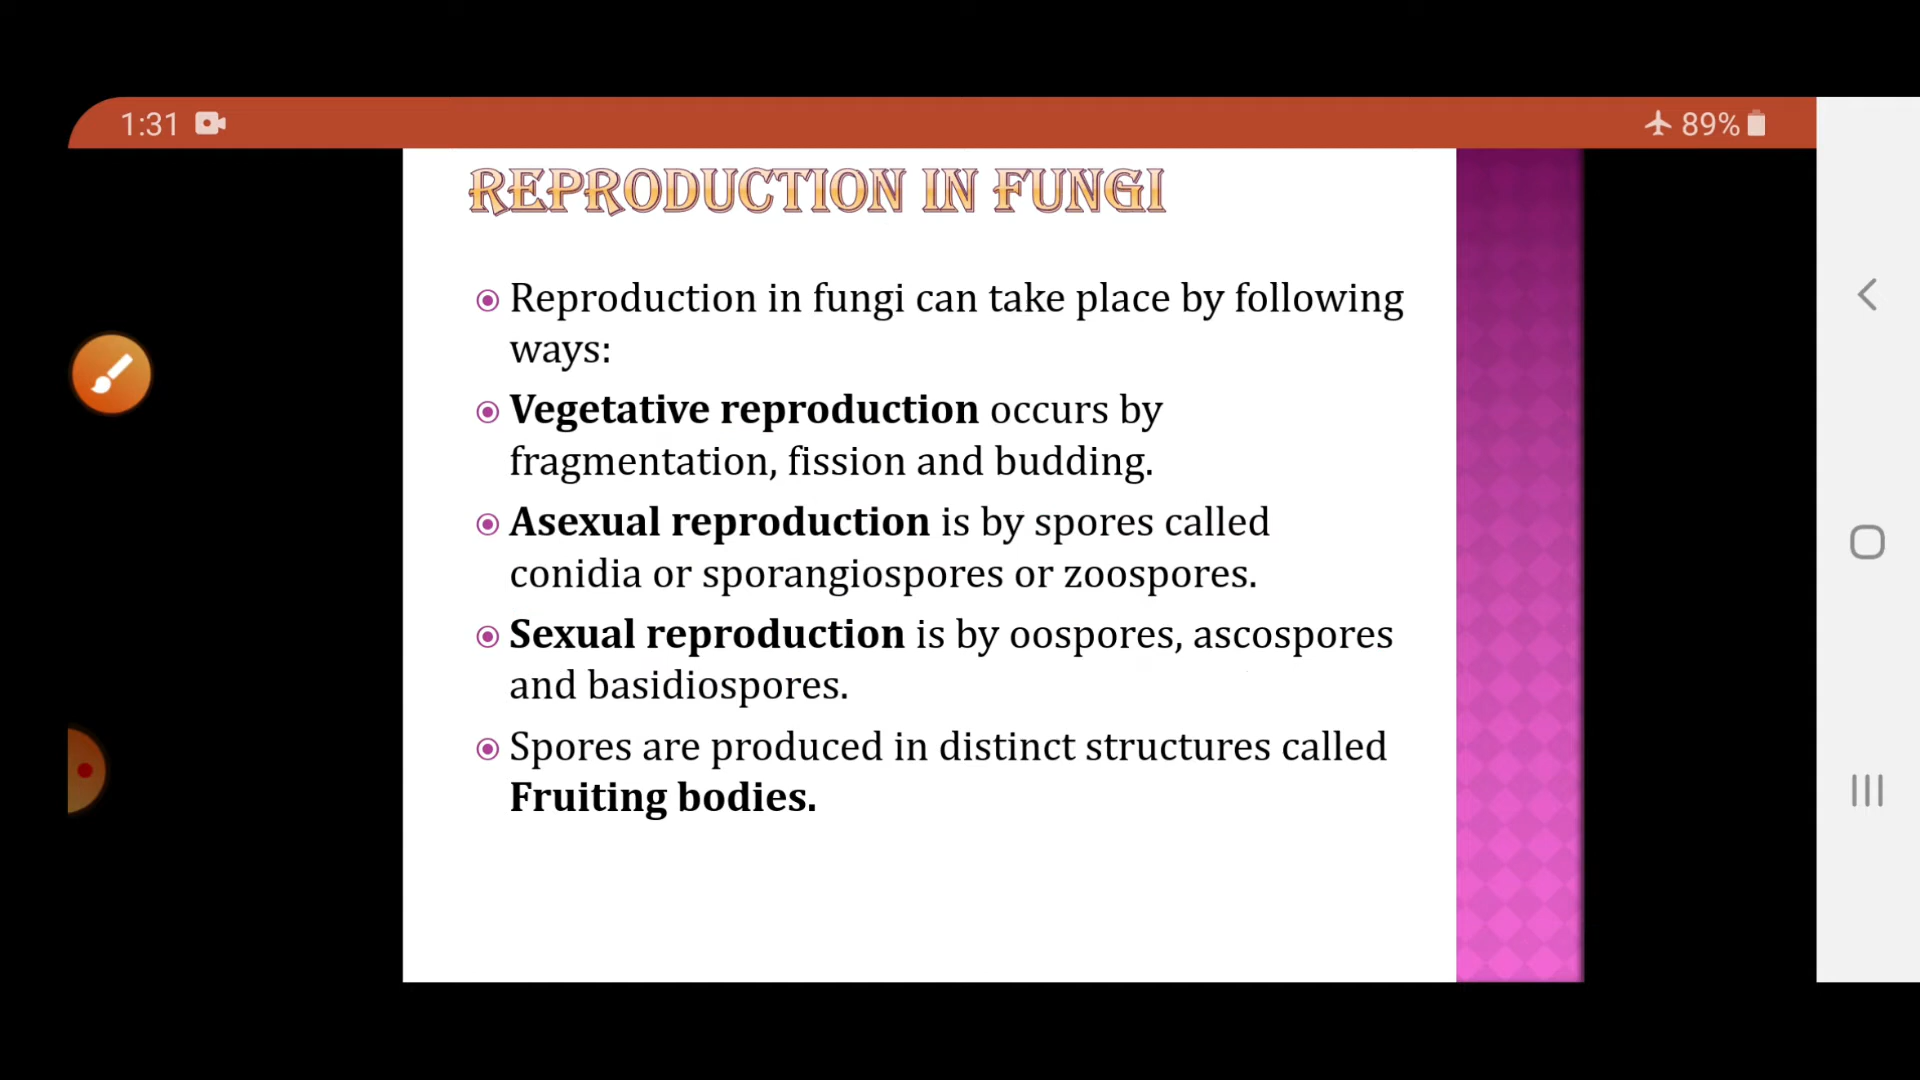 1:31
89%
REPRODUCTION IN FUNGI
Reproduction in fungi can take place by following
ways:
Vegetative reproduction occurs by
fragmentation, fission and budding.
Asexual reproduction is by spores called
conidia or sporangiospores or zoospores.
Sexual reproduction is by oospores, ascospores
and basidiospores.
Spores are produced in distinct structures called
Fruiting bodies.